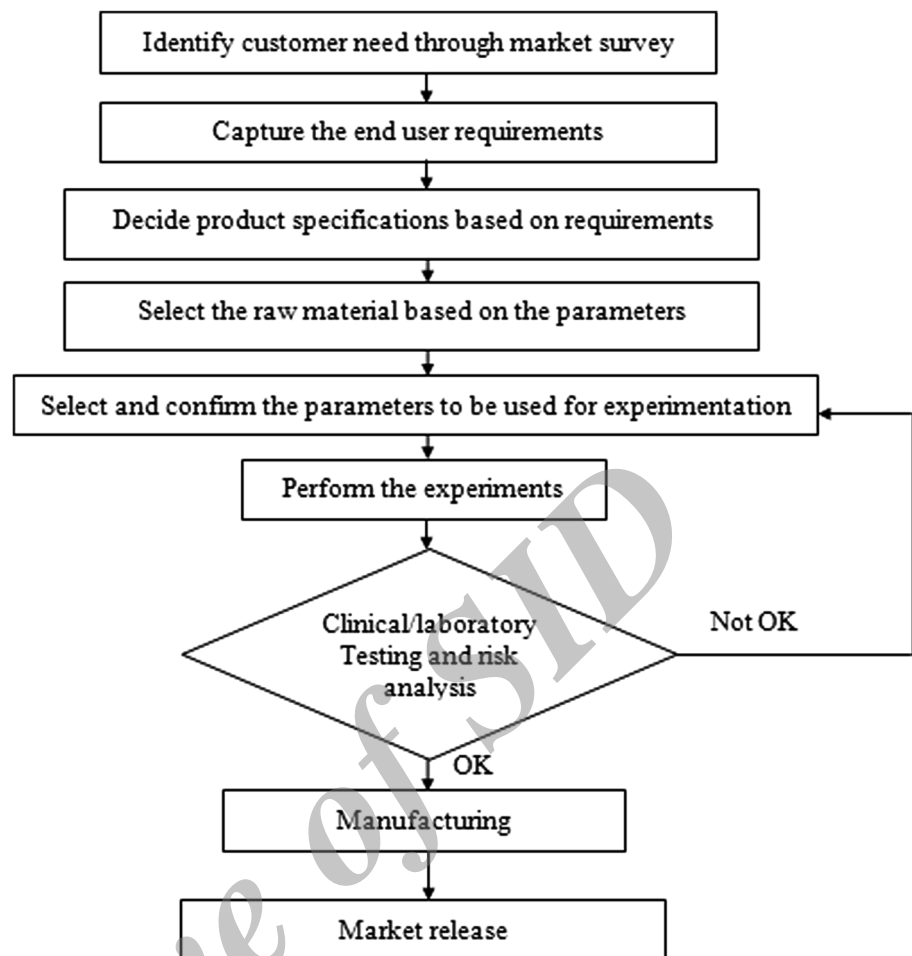 Identify customer need through market survey
Capture the end user requirements
Decide product specifications based on requirements
Select the raw material based on the parameters
Select and confirm the parameters to be used for experimentation
Perform the experiments
Clinical/laboratory
Testing and risk
analysis
Not OK
OK
Manufacturing
Market release
of SID